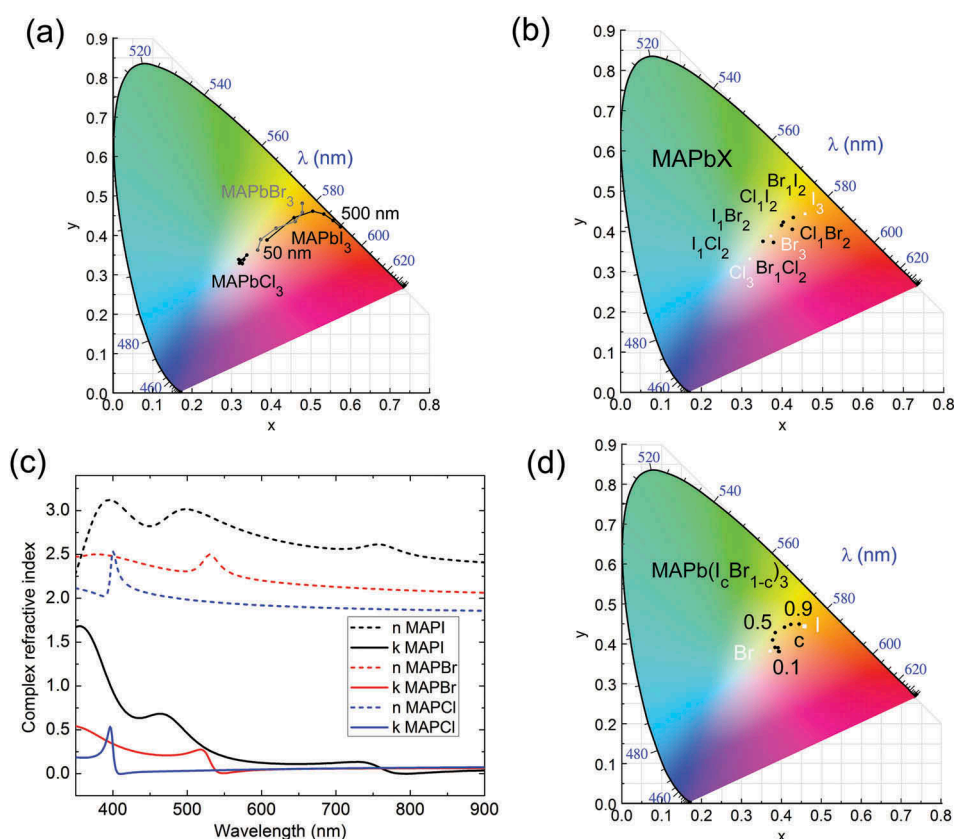 (a)
0.9
0.8
0.7
0.6
0.5
0.4
0.3
0.2
0.1
0.0
y
0.0 0.1 0.2 0.3 0.4 0.5 0.6 0.7 0.8
x
520
540
560
λ (nm)
580
600
620
480
460
MAPbBr3
500 nm
MAPbI3
50 nm
MAPbCl3
(b)
0.9
0.8
0.7
0.6
0.5
0.4
0.3
0.2
0.1
0.0
y
0.0 0.1 0.2 0.3 0.4 0.5 0.6 0.7 0.8
x
520
540
560
λ (nm)
580
600
620
480
460
MAPbX
Br1I2
Cl1I2
I3
I1Br2
Cl1Br2
I1Cl2
Br3
Cl3
Br1Cl2
(c)
3.0
2.5
2.0
1.5
1.0
0.5
0.0
Complex refractive index
400 500 600 700 800 900
Wavelength (nm)
n MAPI
k MAPI
n MAPBr
k MAPBr
n MAPCl
k MAPCl
(d)
0.9
0.8
0.7
0.6
0.5
0.4
0.3
0.2
0.1
0.0
y
0.0 0.1 0.2 0.3 0.4 0.5 0.6 0.7 0.8
x
520
540
560
λ (nm)
580
600
620
480
460
MAPb(IcBr1-c)3
0.9
0.5
I
c
Br
0.1